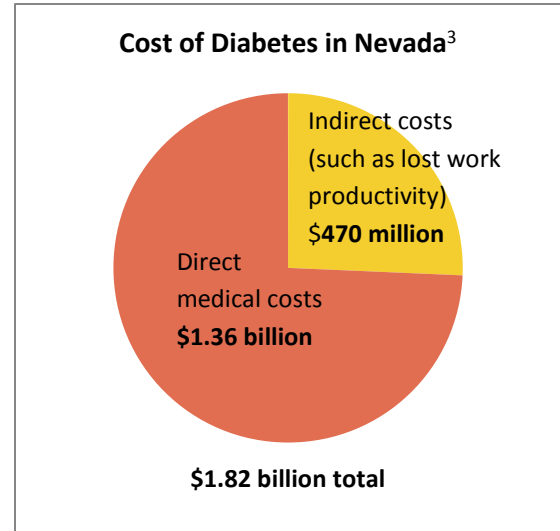 Cost of Diabetes in Nevada³
Indirect costs
(such as lost work
productivity)
$470 million
Direct
medical costs
$1.36 billion
$1.82 billion total